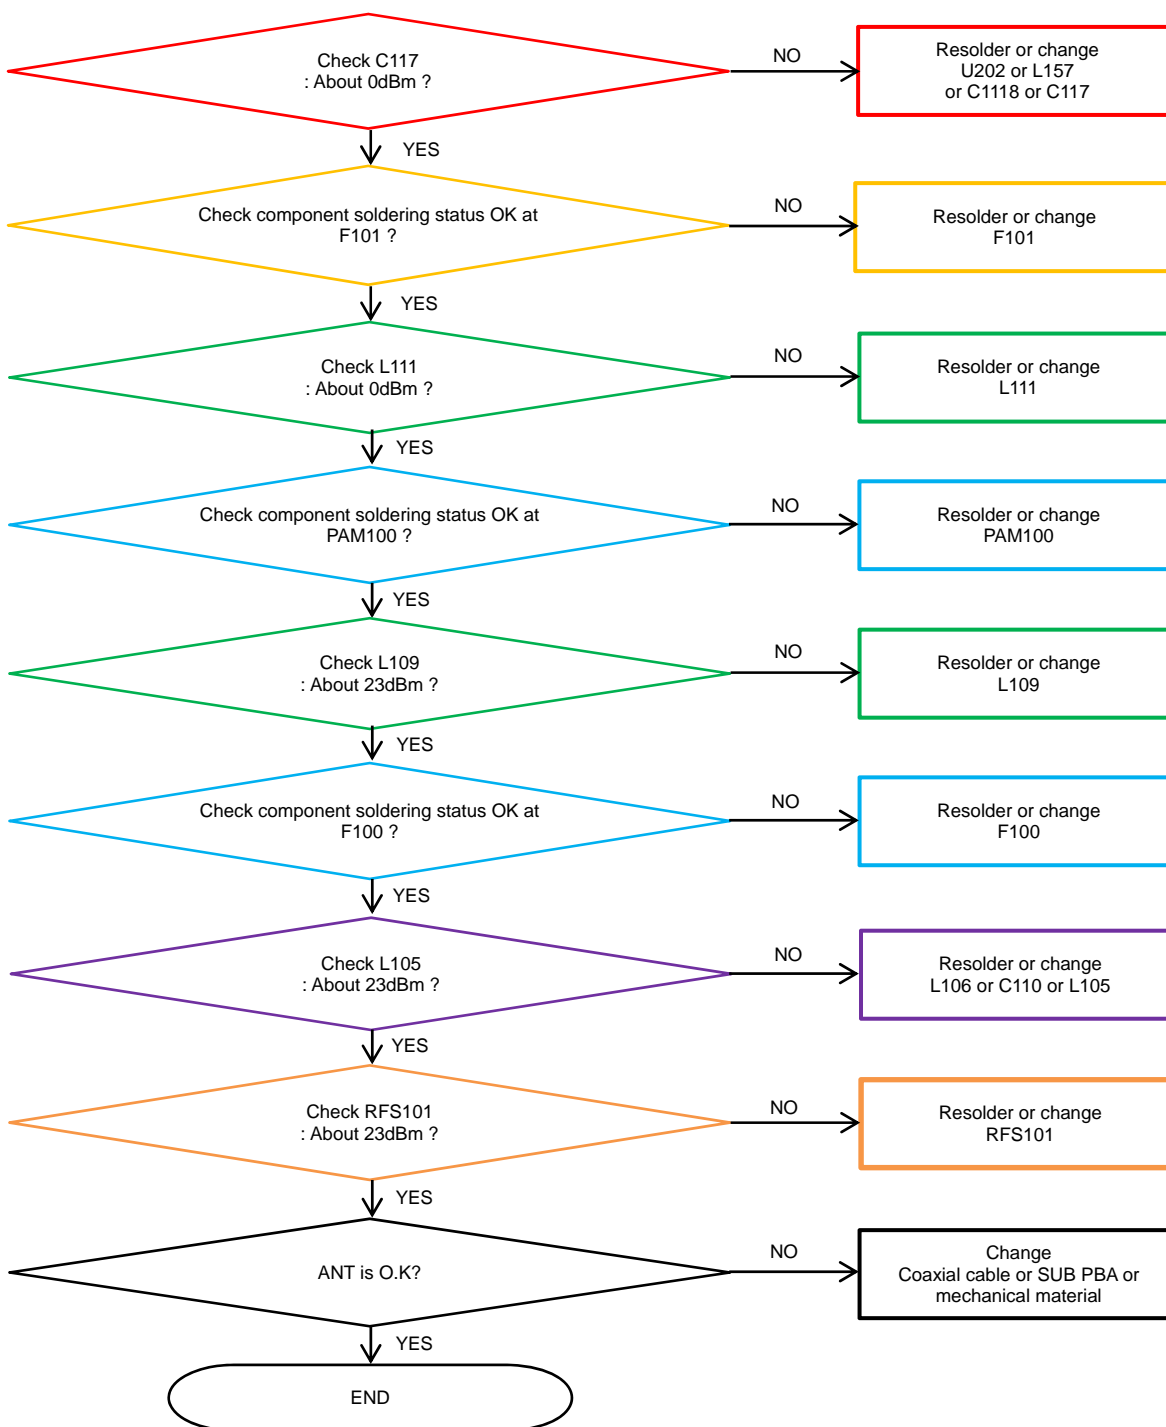 Check C117
: About 0dBm ?
NO
Resolder or change
U202 or L157
or C1118 or C117
YES
Check component soldering status OK at
F101 ?
NO
Resolder or change
F101
YES
Check L111
: About 0dBm ?
NO
Resolder or change
L111
YES
Check component soldering status OK at
PAM100 ?
NO
Resolder or change
PAM100
YES
Check L109
: About 23dBm ?
NO
Resolder or change
L109
YES
Check component soldering status OK at
F100 ?
NO
Resolder or change
F100
YES
Check L105
: About 23dBm ?
NO
Resolder or change
L106 or C110 or L105
YES
Check RFS101
: About 23dBm ?
NO
Resolder or change
RFS101
YES
ANT is O.K?
NO
Change
Coaxial cable or SUB PBA or
mechanical material
YES
END